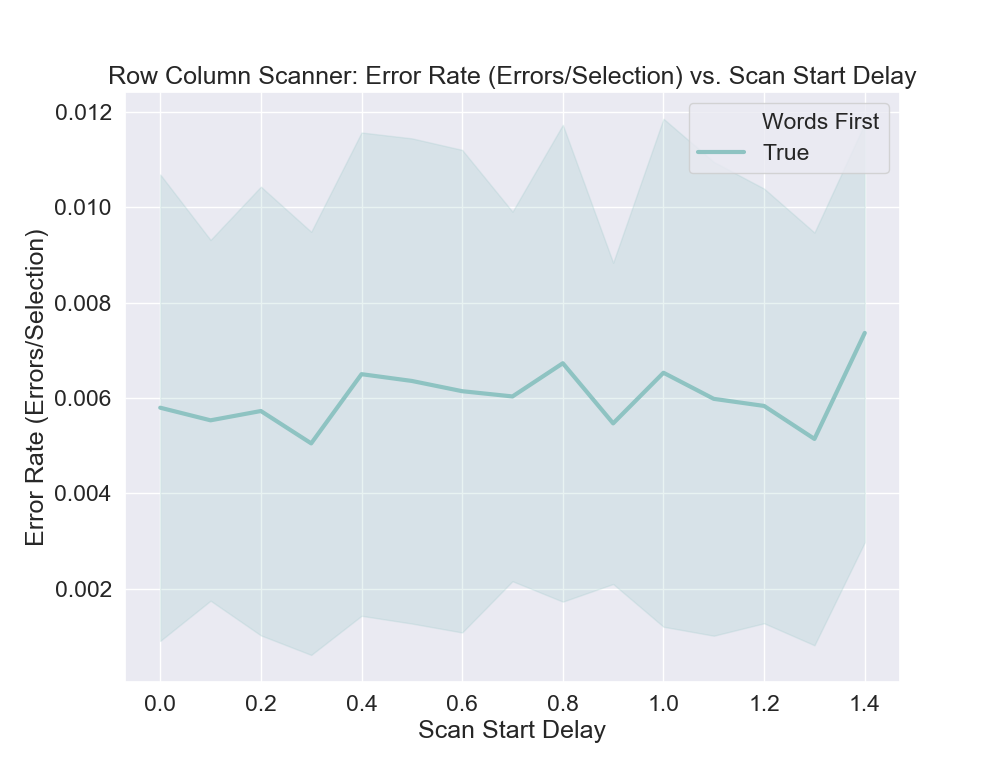 Row Column Scanner: Error Rate (Errors/Selection) vs. Scan Start Delay
Words First
True
0.012
0.010
0.008
0.006
0.004
0.002
Error Rate (Errors/Selection)
0.0 0.2 0.4 0.6 0.8 1.0 1.2 1.4
Scan Start Delay